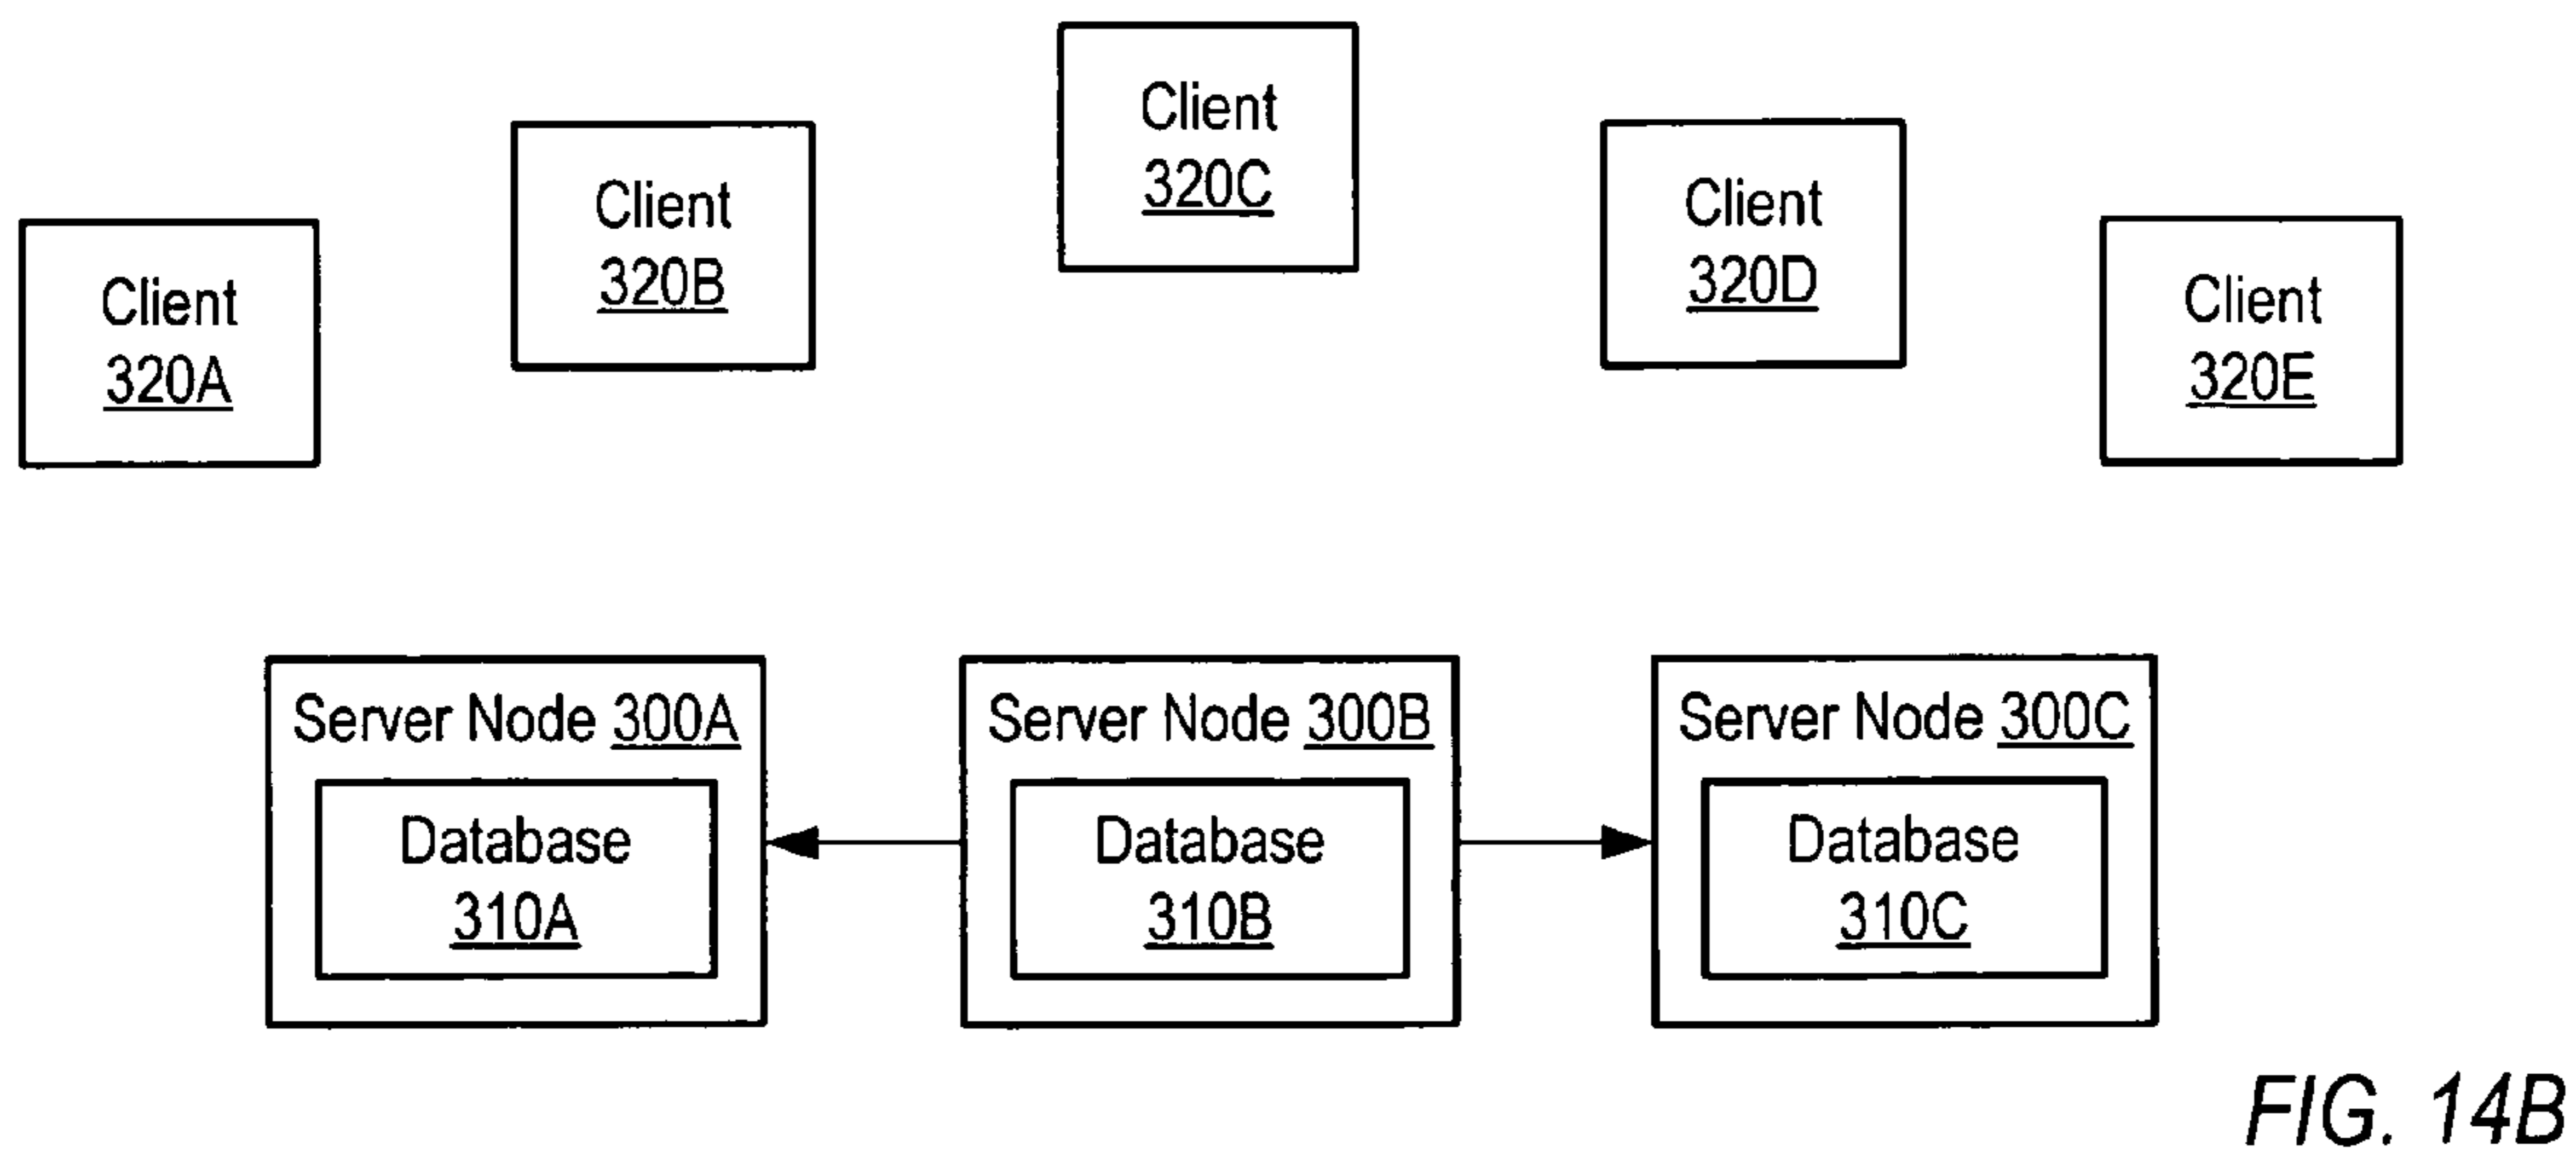 Client
320A
Client
320B
Client
320C
Client
320D
Client
320E
Server Node 300A
Database
310A
Server Node 300B
Database
310B
Server Node 300C
Database
310C
FIG. 14B